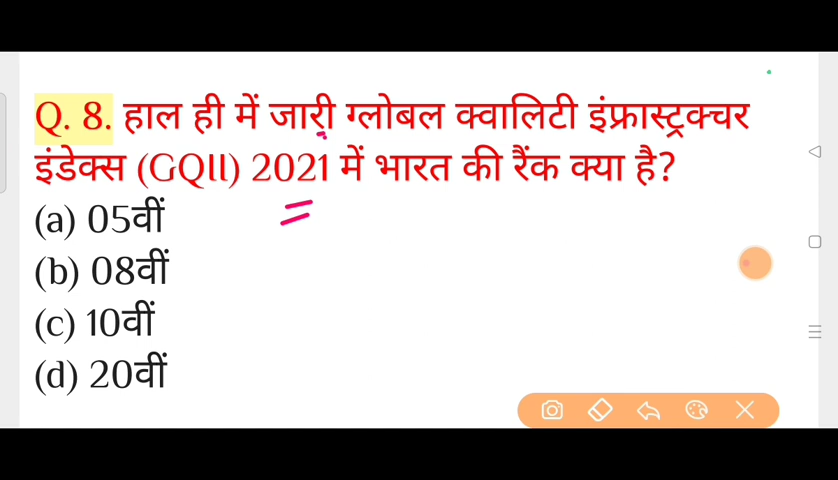 Q. 8. हाल ही में जारी ग्लोबल क्वालिटी इंफ्रास्ट्रक्चर
इंडेक्स (GQII) 2021 में भारत की रैंक क्या है?
(a) 05वीं
(b) 08वीं
(c) 10वीं
(d) 20वीं